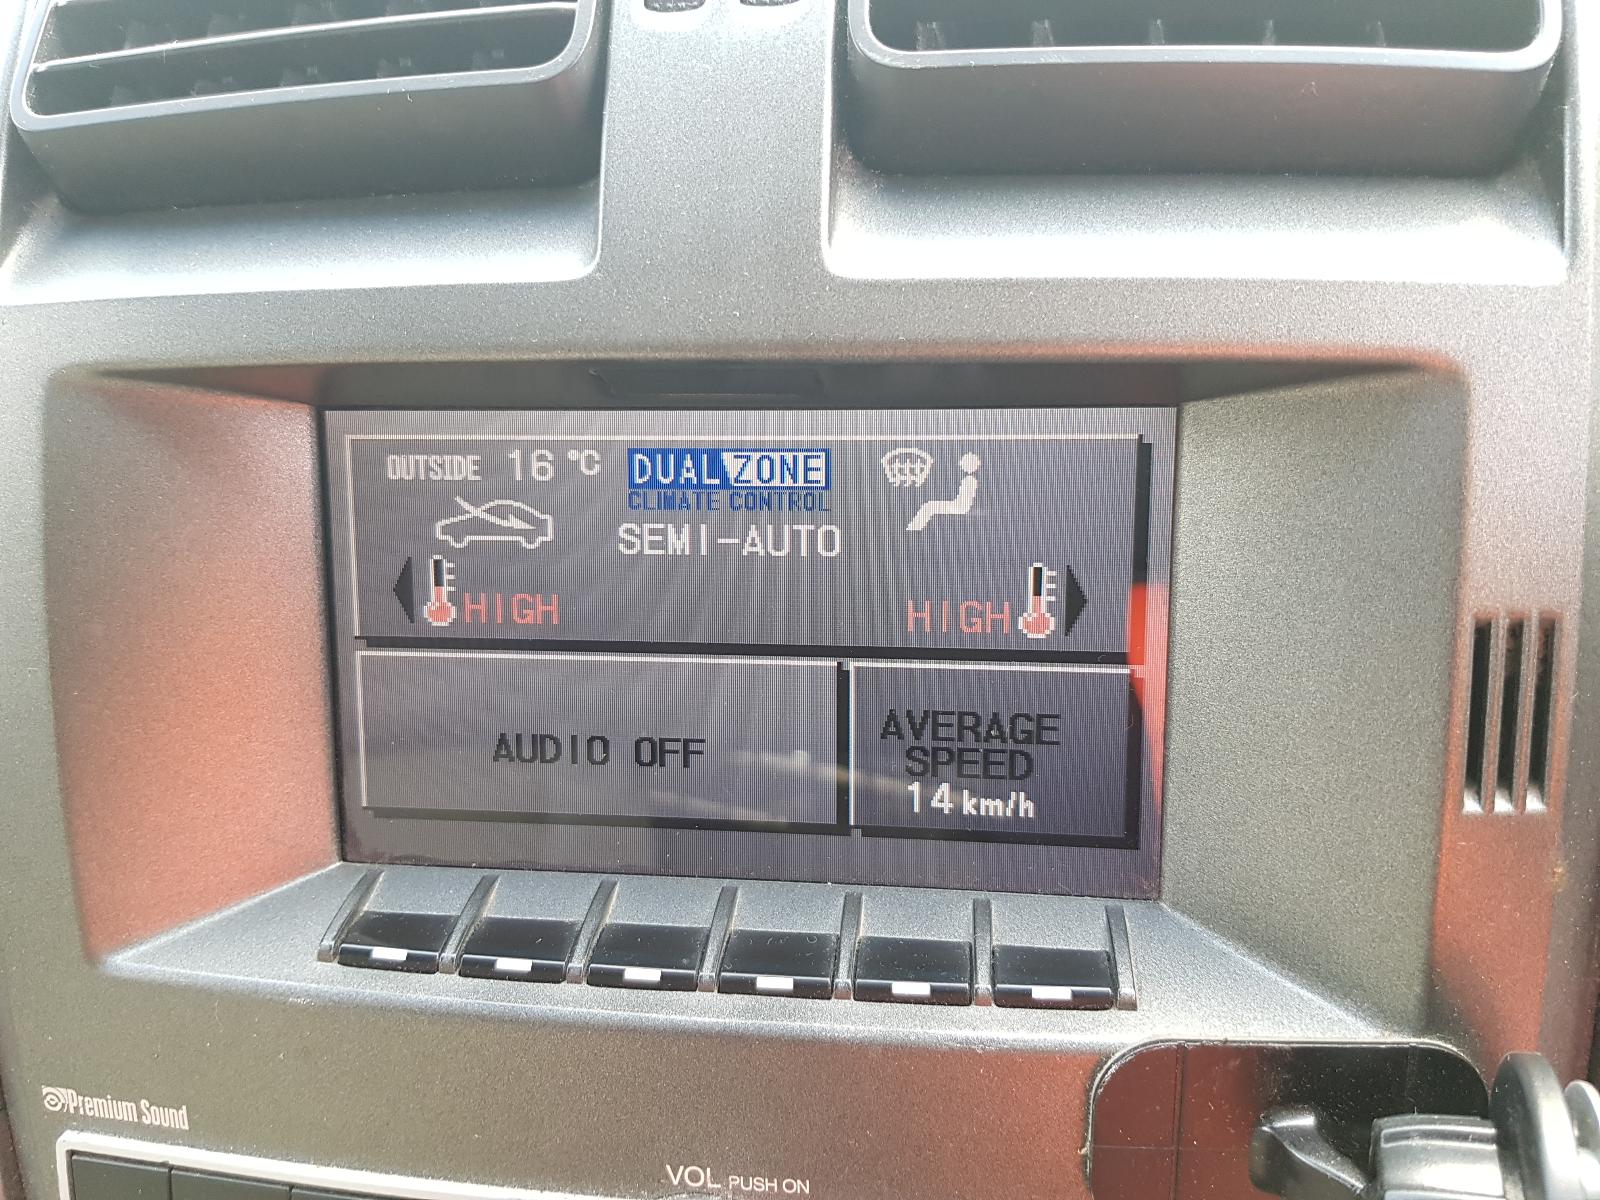 OUTSIDE 16 °C
DUAL ZONE
CLIMATE CONTROL
SEMI-AUTO
HIGH
HIGH
AUDIO OFF
AVERAGE
SPEED
14 km/h
Premium Sound
VOL PUSH ON